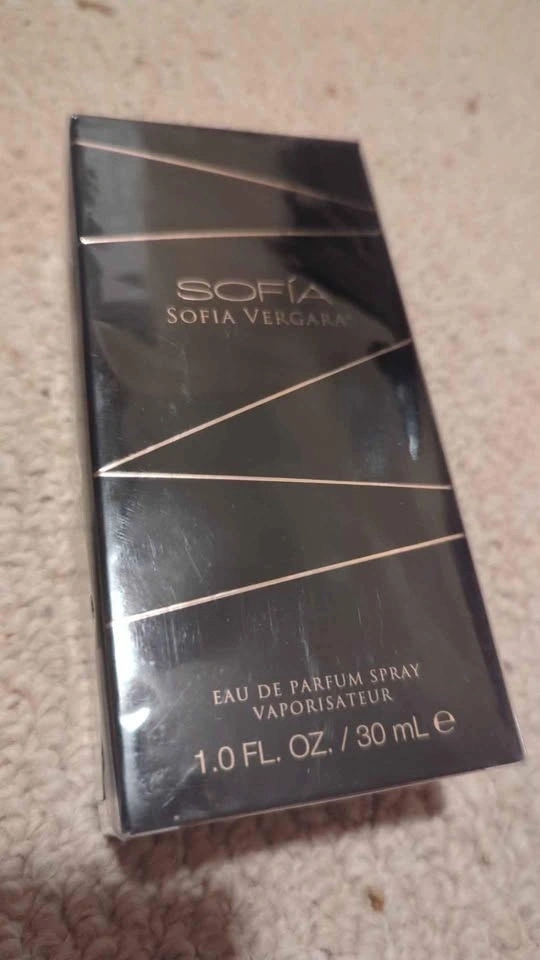 SOFÍA
SOFIA VERGARA®
EAU DE PARFUM SPRAY
VAPORISATEUR
1.0 FL. OZ. / 30 mL ℮